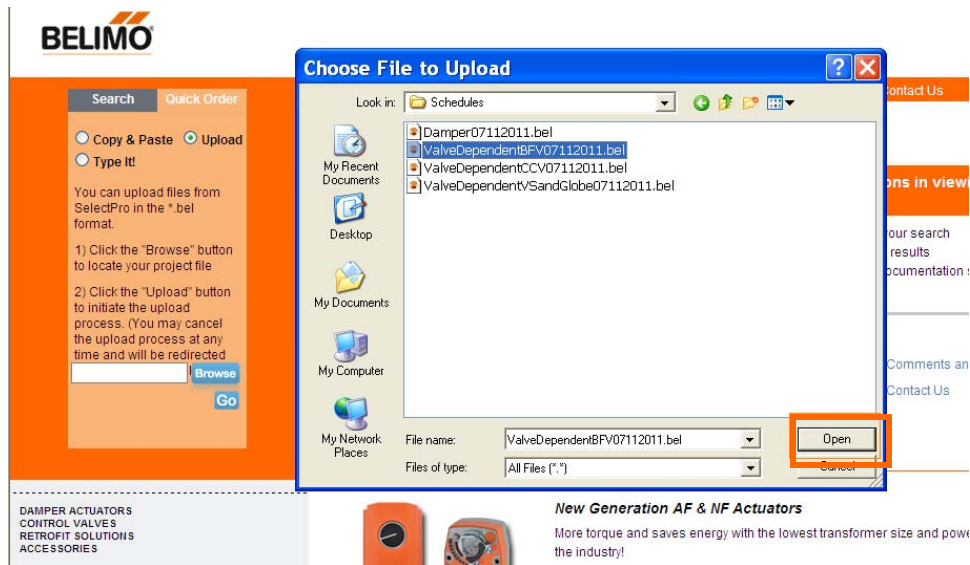 BELIMO
Search Quick Order
Copy & Paste Upload
Type It!
You can upload files from
SelectPro in the *.bel
format.
1) Click the "Browse" button
to locate your project file
2) Click the "Upload" button
to initiate the upload
process. (You may cancel
the upload process at any
time and will be redirected
Browse
Go
Choose File to Upload
Look in: Schedules
My Recent
Documents
Desktop
My Documents
My Computer
My Network
Places
Damper07112011.bel
ValveDependentBFV07112011.bel
ValveDependentCCV07112011.bel
ValveDependentVSandGlobe07112011.bel
File name: ValveDependentBFV07112011.bel Open
Files of type: All Files (*.*) Cancel
ontact Us
ons in viewi
our search
results
ocumentation s
Comments an
Contact Us
DAMPER ACTUATORS
CONTROL VALVES
RETROFIT SOLUTIONS
ACCESSORIES
New Generation AF & NF Actuators
More torque and saves energy with the lowest transformer size and powe
the industry!